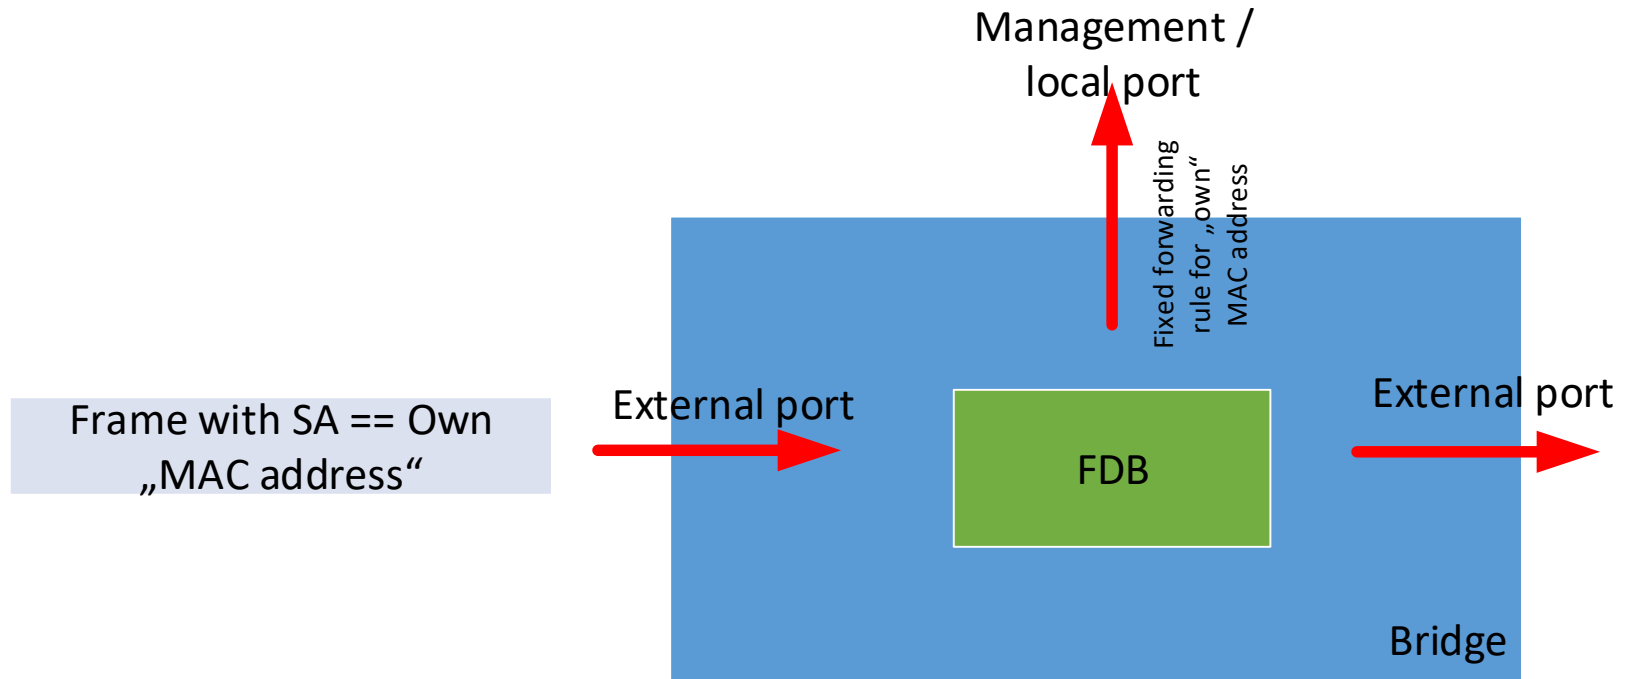 Management /
local port
Fixed forwarding
rule for „own“
MAC address
Frame with SA == Own
„MAC address“
External port
FDB
External port
Bridge